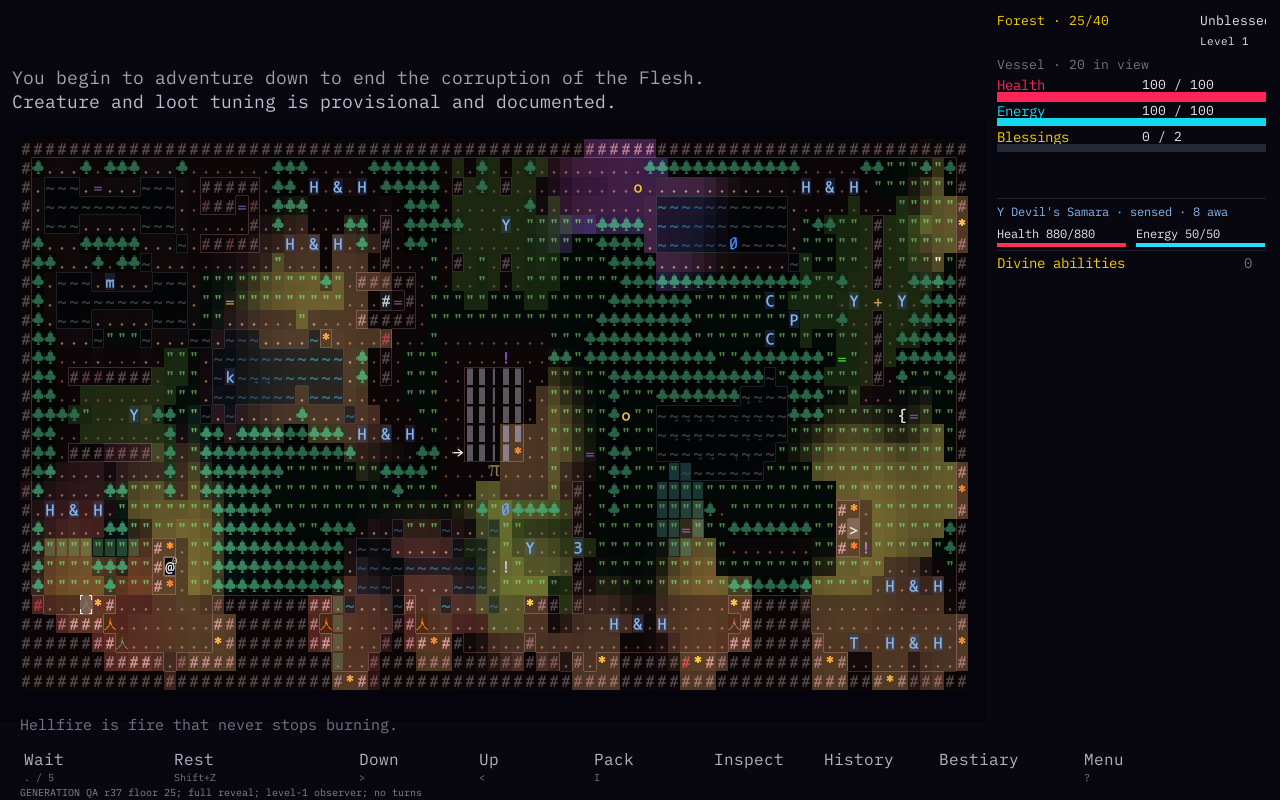 Forest · 25/40
Unblesse
Level 1
You begin to adventure down to end the corruption of the Flesh.
Creature and loot tuning is provisional and documented.
Vessel · 20 in view
Health 100 / 100
Energy 100 / 100
Blessings 0 / 2
Y Devil's Samara · sensed · 8 awa
Health 880/880 Energy 50/50
Divine abilities 0
Hellfire is fire that never stops burning.
Wait Rest Down Up Pack Inspect History Bestiary Menu
. / 5 Shift+Z > < I ?
GENERATION QA r37 floor 25; full reveal; level-1 observer; no turns